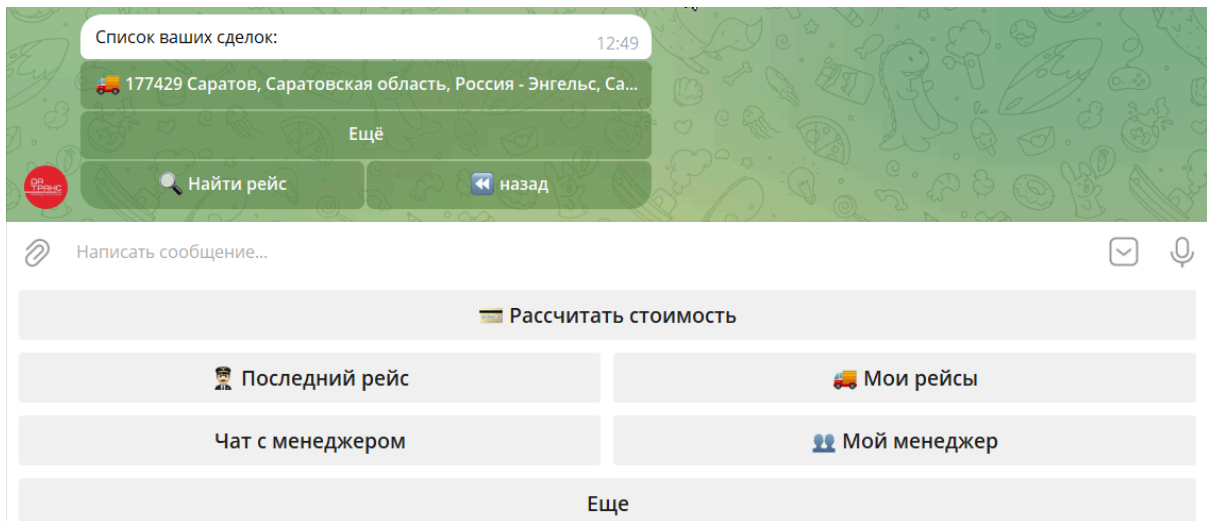 Список ваших сделок:
12:49
177429 Саратов, Саратовская область, Россия - Энгельс, Са...
Ещё
Найти рейс
назад
ТРАНС
Написать сообщение...
Рассчитать стоимость
Последний рейс
Мои рейсы
Чат с менеджером
Мой менеджер
Еще